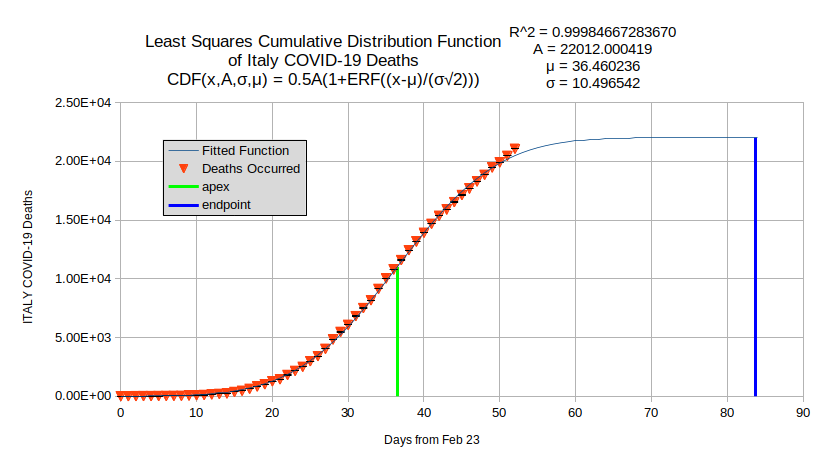 Least Squares Cumulative Distribution Function
of Italy COVID-19 Deaths
CDF(x,A,σ,μ) = 0.5A(1+ERF((x-μ)/(σ√2)))
R^2 = 0.99984667283670
A = 22012.000419
μ = 36.460236
σ = 10.496542
2.50E+04
2.00E+04
1.50E+04
1.00E+04
5.00E+03
0.00E+00
ITALY COVID-19 Deaths
Fitted Function
Deaths Occurred
apex
endpoint
0 10 20 30 40 50 60 70 80 90
Days from Feb 23